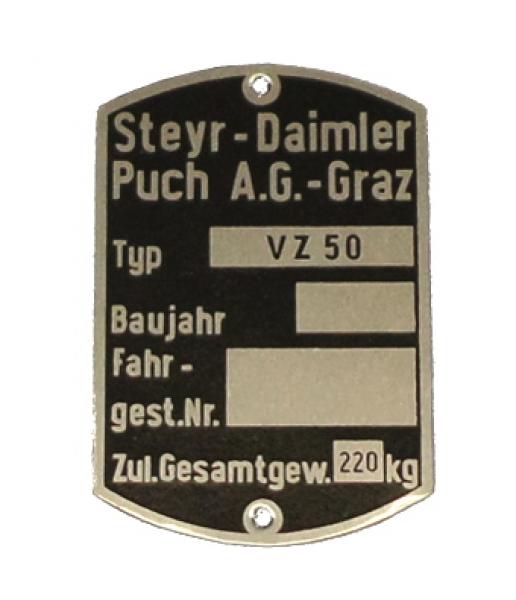 Steyr-Daimler
Puch A.G.-Graz
Typ VZ 50
Baujahr
Fahr-
gest.Nr.
Zul.Gesamtgew. 220 kg